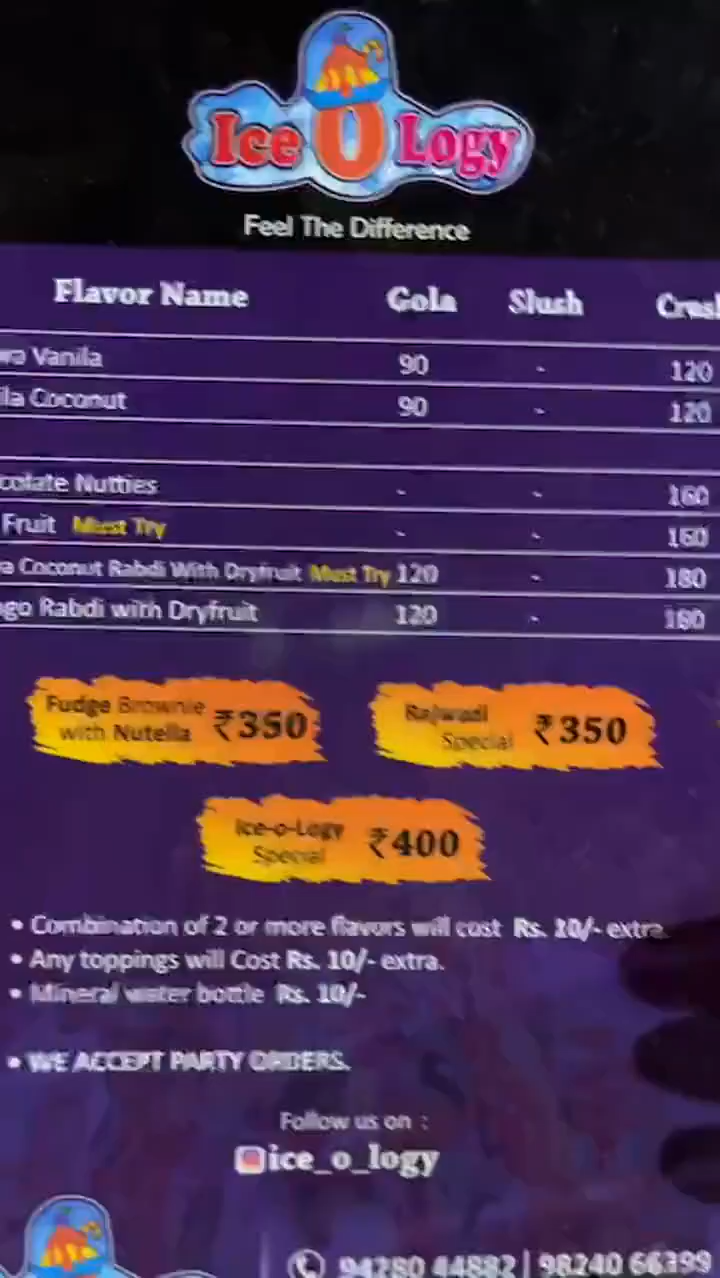 Ice O Logy
Feel The Difference
Flavor Name Gola Slush Crus
Vanila 90 - 120
Coconut 90 - 120
Nutties - - 160
Fruit Must Try - - 160
Coconut Rabdi With Dryfruit Must Try 120 - 180
Rabdi with Dryfruit 120 - 180
Fudge Brownie
with Nutella ₹350
Rajwadi
Special ₹350
Ice-o-Logy
Special ₹400
• Combination of 2 or more flavors will cost Rs. 10/- extra.
• Any toppings will Cost Rs. 10/- extra.
• Mineral water bottle Rs. 10/-
• WE ACCEPT PARTY ORDERS.
Follow us on :
ice_o_logy
94280 44882 | 98240 66399